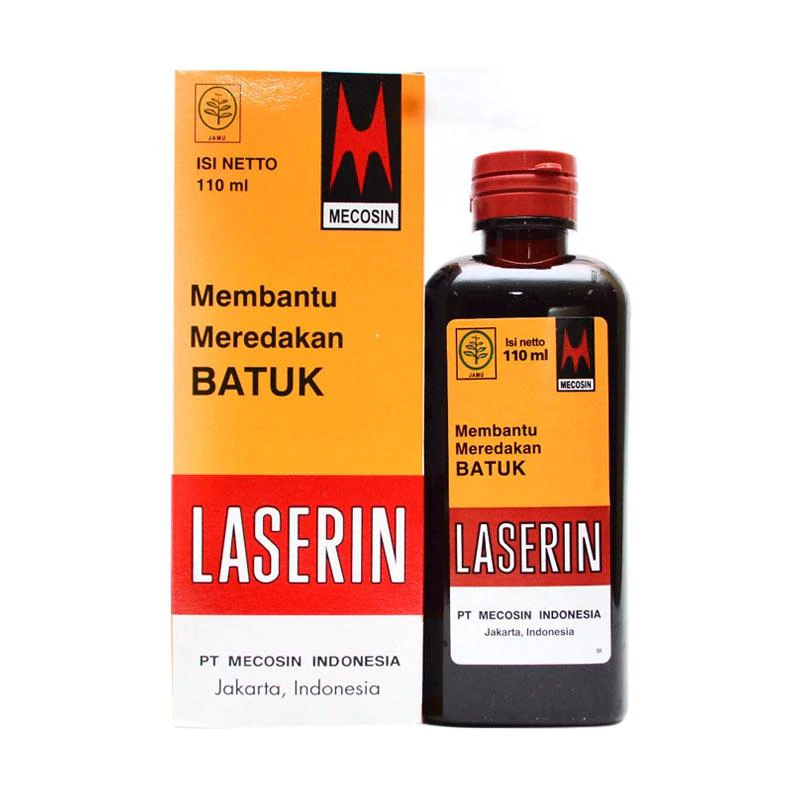 JAMU
ISI NETTO
110 ml
MECOSIN
Membantu
Meredakan
BATUK
LASERIN
PT MECOSIN INDONESIA
Jakarta, Indonesia
JAMU
Isi netto
110 ml
MECOSIN
Membantu
Meredakan
BATUK
LASERIN
PT MECOSIN INDONESIA
Jakarta, Indonesia